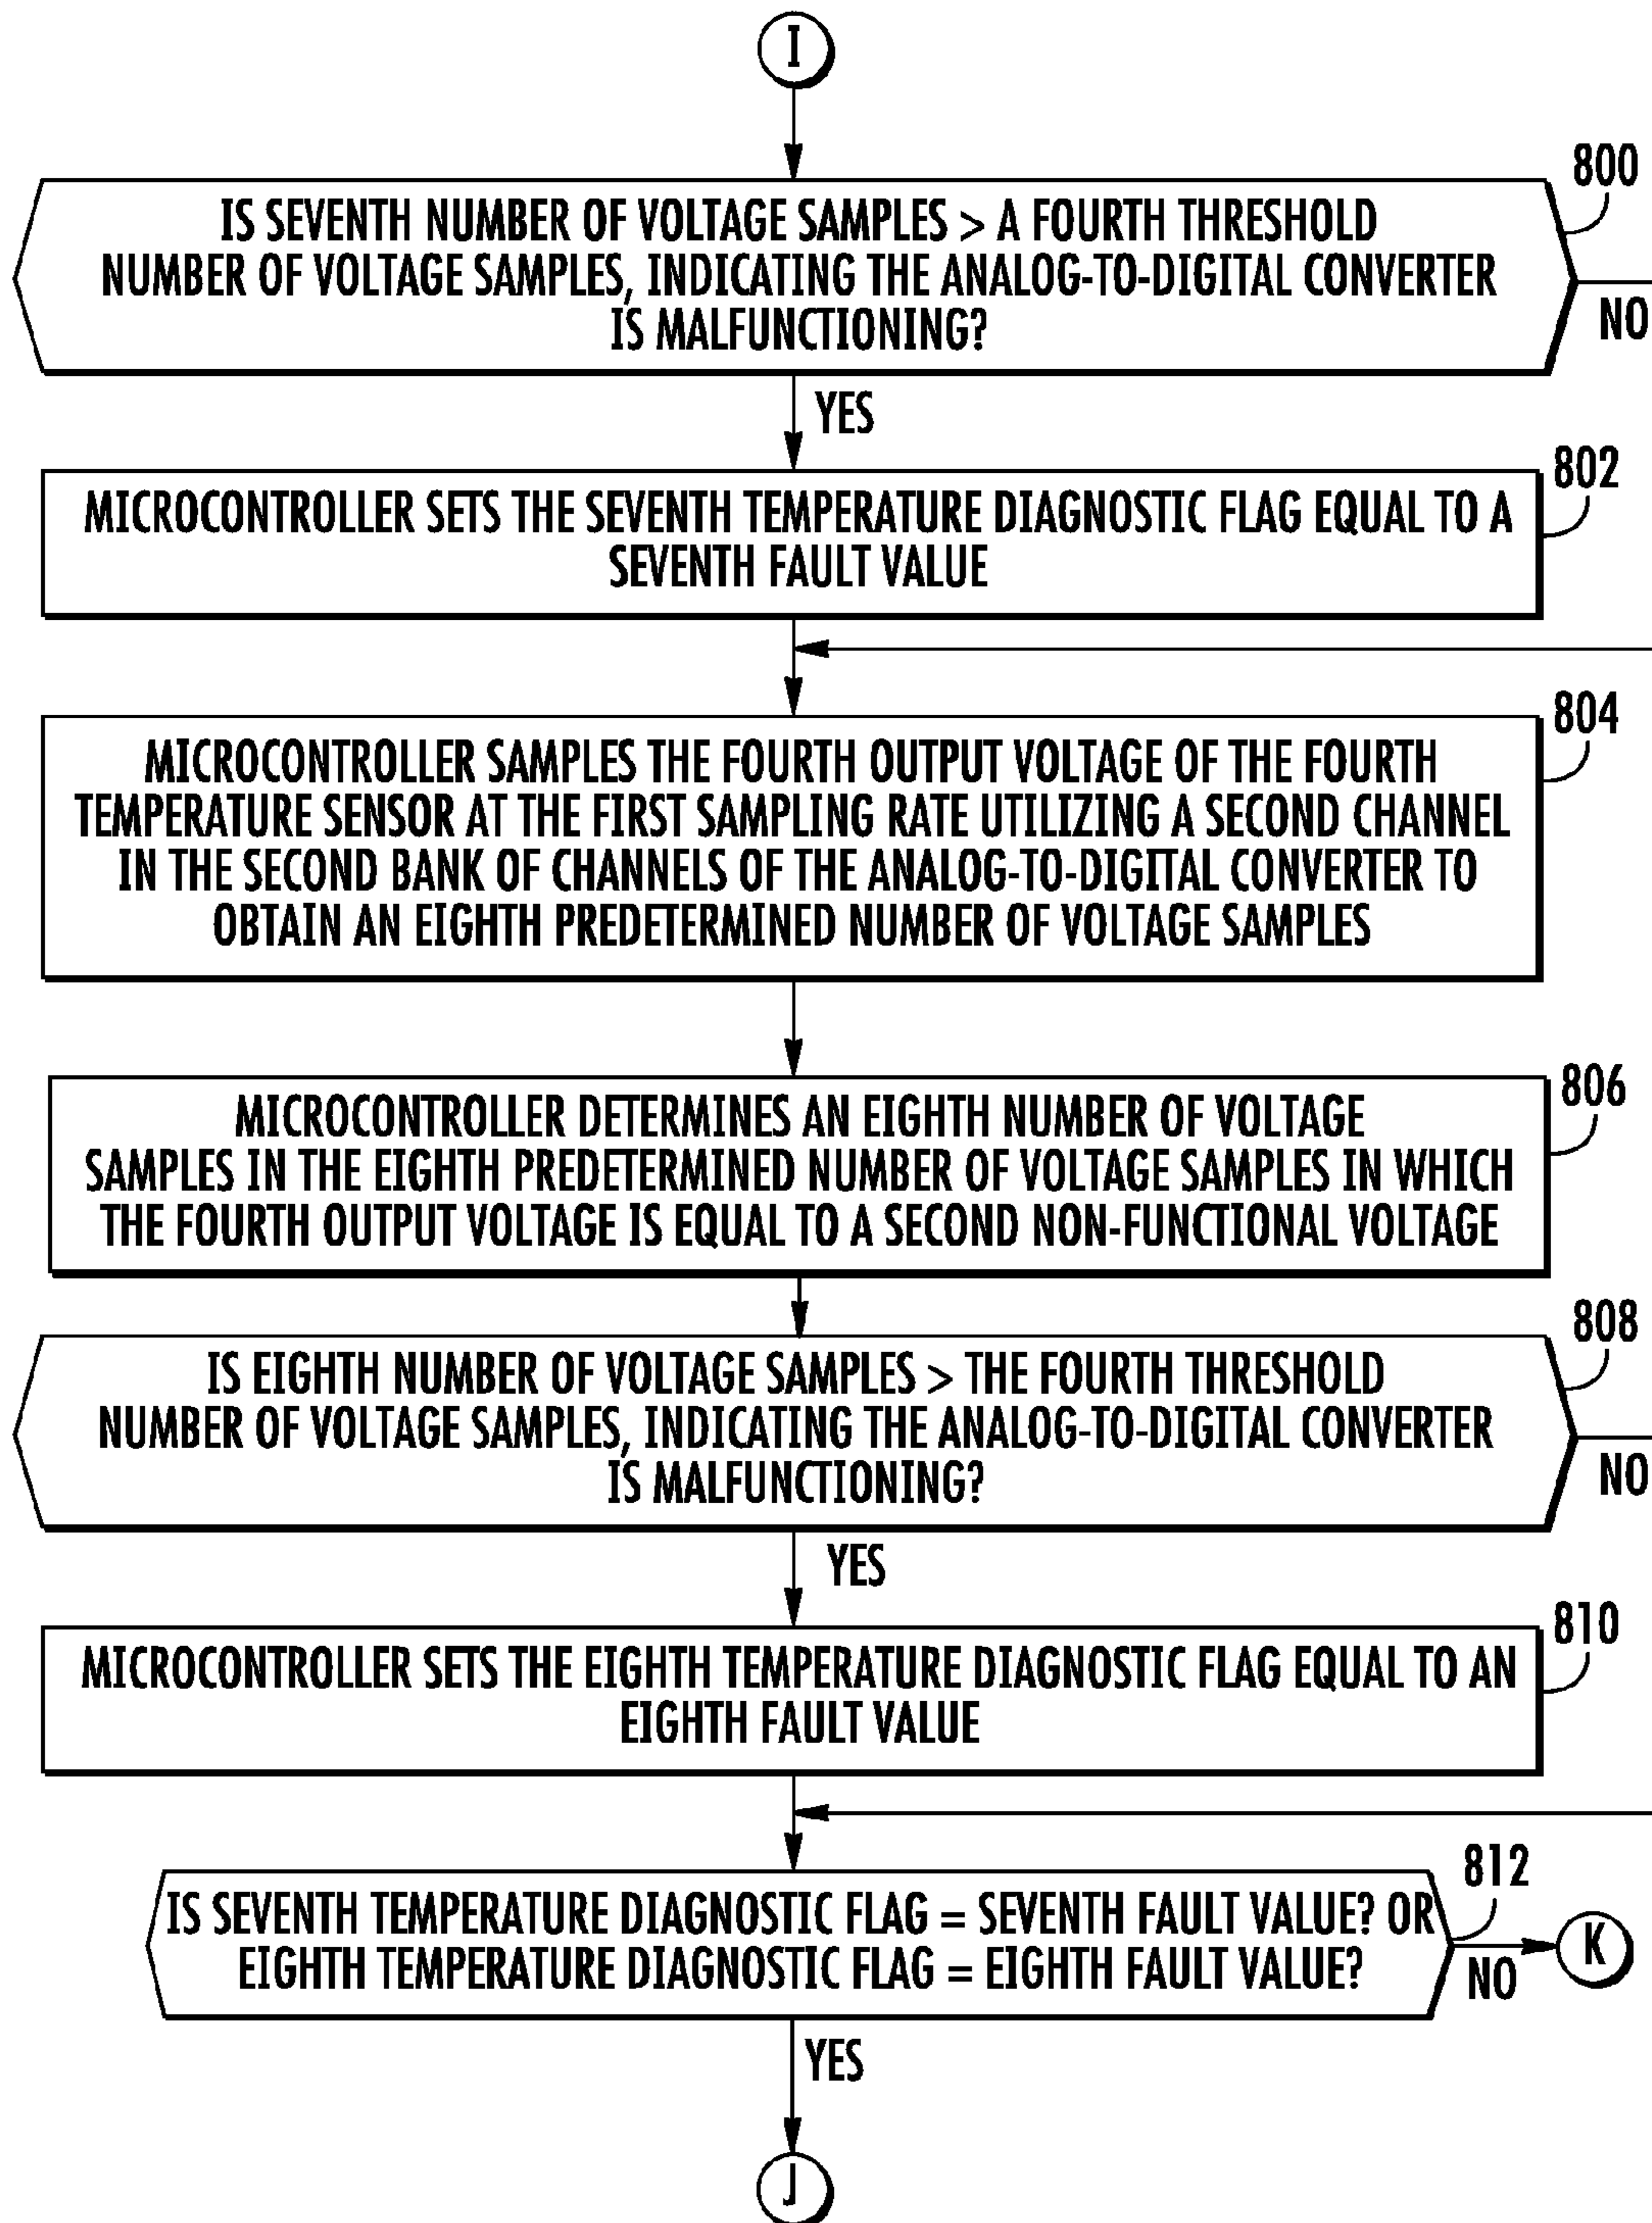 I
800
IS SEVENTH NUMBER OF VOLTAGE SAMPLES > A FOURTH THRESHOLD
NUMBER OF VOLTAGE SAMPLES, INDICATING THE ANALOG-TO-DIGITAL CONVERTER
IS MALFUNCTIONING?
NO
YES
802
MICROCONTROLLER SETS THE SEVENTH TEMPERATURE DIAGNOSTIC FLAG EQUAL TO A
SEVENTH FAULT VALUE
804
MICROCONTROLLER SAMPLES THE FOURTH OUTPUT VOLTAGE OF THE FOURTH
TEMPERATURE SENSOR AT THE FIRST SAMPLING RATE UTILIZING A SECOND CHANNEL
IN THE SECOND BANK OF CHANNELS OF THE ANALOG-TO-DIGITAL CONVERTER TO
OBTAIN AN EIGHTH PREDETERMINED NUMBER OF VOLTAGE SAMPLES
806
MICROCONTROLLER DETERMINES AN EIGHTH NUMBER OF VOLTAGE
SAMPLES IN THE EIGHTH PREDETERMINED NUMBER OF VOLTAGE SAMPLES IN WHICH
THE FOURTH OUTPUT VOLTAGE IS EQUAL TO A SECOND NON-FUNCTIONAL VOLTAGE
808
IS EIGHTH NUMBER OF VOLTAGE SAMPLES > THE FOURTH THRESHOLD
NUMBER OF VOLTAGE SAMPLES, INDICATING THE ANALOG-TO-DIGITAL CONVERTER
IS MALFUNCTIONING?
NO
YES
810
MICROCONTROLLER SETS THE EIGHTH TEMPERATURE DIAGNOSTIC FLAG EQUAL TO AN
EIGHTH FAULT VALUE
812
IS SEVENTH TEMPERATURE DIAGNOSTIC FLAG = SEVENTH FAULT VALUE? OR
EIGHTH TEMPERATURE DIAGNOSTIC FLAG = EIGHTH FAULT VALUE?
NO
K
YES
J